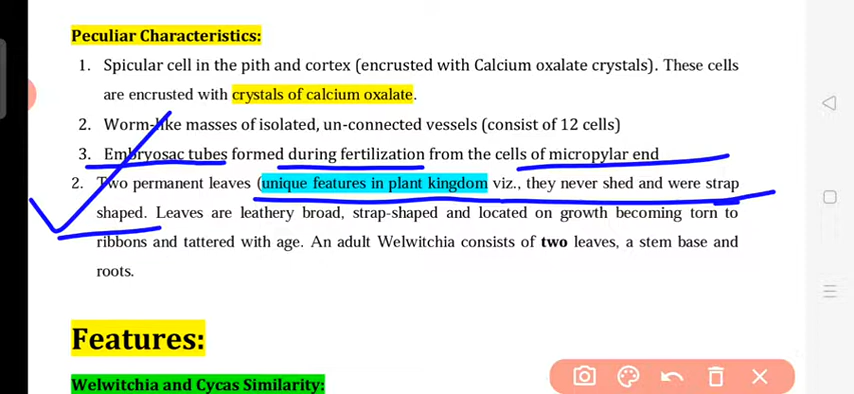 Peculiar Characteristics:
1. Spicular cell in the pith and cortex (encrusted with Calcium oxalate crystals). These cells
are encrusted with crystals of calcium oxalate.
2. Worm-like masses of isolated, un-connected vessels (consist of 12 cells)
3. Embryosac tubes formed during fertilization from the cells of micropylar end
2. Two permanent leaves (unique features in plant kingdom viz., they never shed and were strap
shaped. Leaves are leathery broad, strap-shaped and located on growth becoming torn to
ribbons and tattered with age. An adult Welwitchia consists of two leaves, a stem base and
roots.
Features:
Welwitchia and Cycas Similarity: